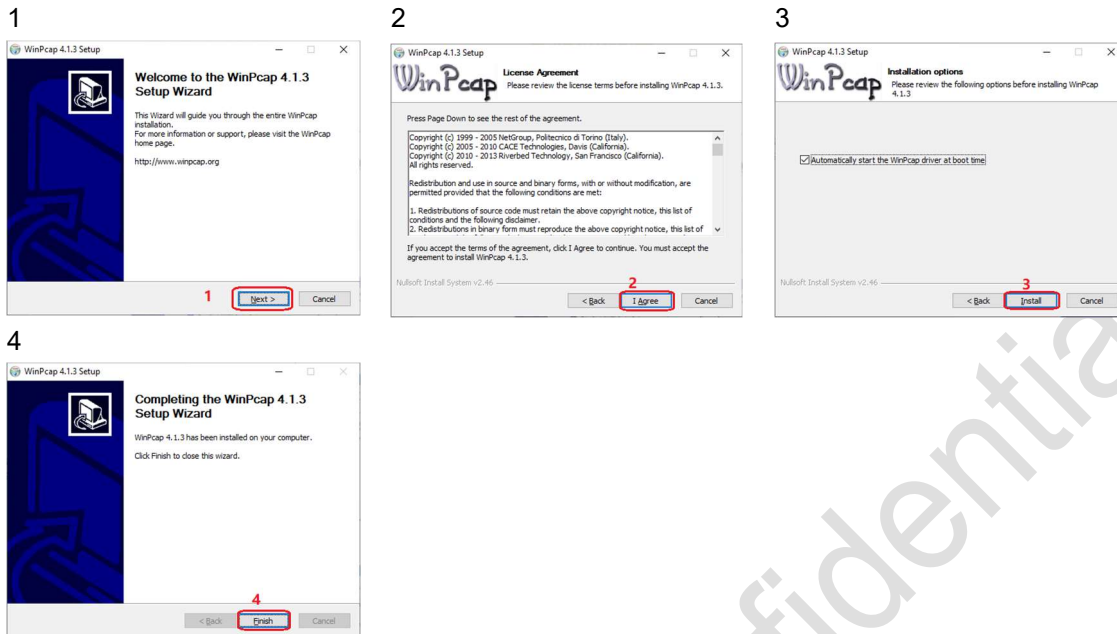 1
WinPcap 4.1.3 Setup
Welcome to the WinPcap 4.1.3
Setup Wizard
This Wizard will guide you through the entire WinPcap
installation.
For more information or support, please visit the WinPcap
home page.
http://www.winpcap.org
1
Next >
Cancel
2
WinPcap 4.1.3 Setup
WinPcap
License Agreement
Please review the license terms before installing WinPcap 4.1.3.
Press Page Down to see the rest of the agreement.
Copyright (c) 1999 - 2005 NetGroup, Politecnico di Torino (Italy).
Copyright (c) 2005 - 2010 CACE Technologies, Davis (California).
Copyright (c) 2010 - 2013 Riverbed Technology, San Francisco (California).
All rights reserved.
Redistribution and use in source and binary forms, with or without modification, are
permitted provided that the following conditions are met:
1. Redistributions of source code must retain the above copyright notice, this list of
conditions and the following disclaimer.
2. Redistributions in binary form must reproduce the above copyright notice, this list of
If you accept the terms of the agreement, click I Agree to continue. You must accept the
agreement to install WinPcap 4.1.3.
Nullsoft Install System v2.46
2
< Back
I Agree
Cancel
3
WinPcap 4.1.3 Setup
WinPcap
Installation options
Please review the following options before installing WinPcap
4.1.3
Automatically start the WinPcap driver at boot time
Nullsoft Install System v2.46
3
< Back
Install
Cancel
4
WinPcap 4.1.3 Setup
Completing the WinPcap 4.1.3
Setup Wizard
WinPcap 4.1.3 has been installed on your computer.
Click Finish to close this wizard.
4
< Back
Finish
Cancel
fidentia